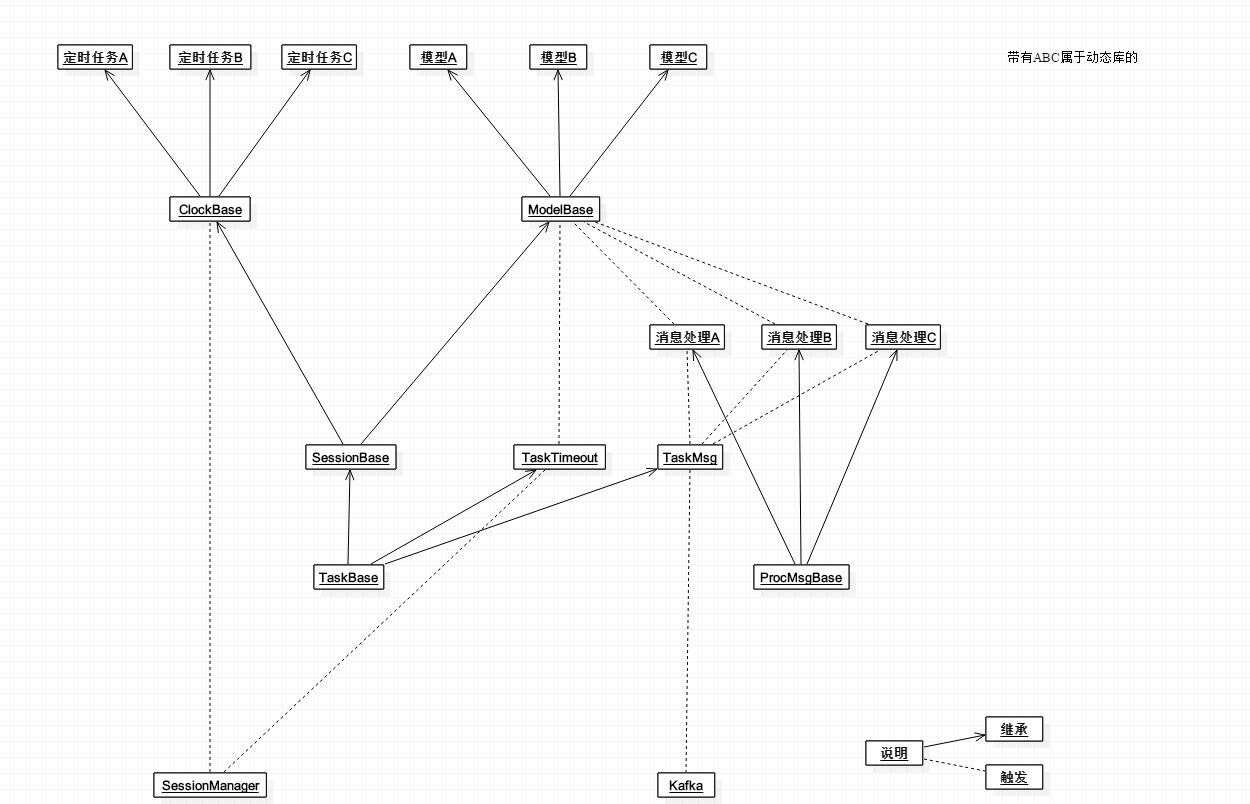 定时任务A
定时任务B
定时任务C
模型A
模型B
模型C
带有ABC属于动态库的
ClockBase
ModelBase
消息处理A
消息处理B
消息处理C
SessionBase
TaskTimeout
TaskMsg
TaskBase
ProcMsgBase
继承
说明
触发
SessionManager
Kafka